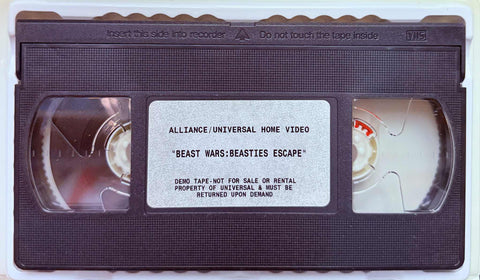 Insert this side into recorder Do not touch the tape inside VHS
ALLIANCE/UNIVERSAL HOME VIDEO
"BEAST WARS:BEASTIES ESCAPE"
DEMO TAPE-NOT FOR SALE OR RENTAL
PROPERTY OF UNIVERSAL & MUST BE
RETURNED UPON DEMAND